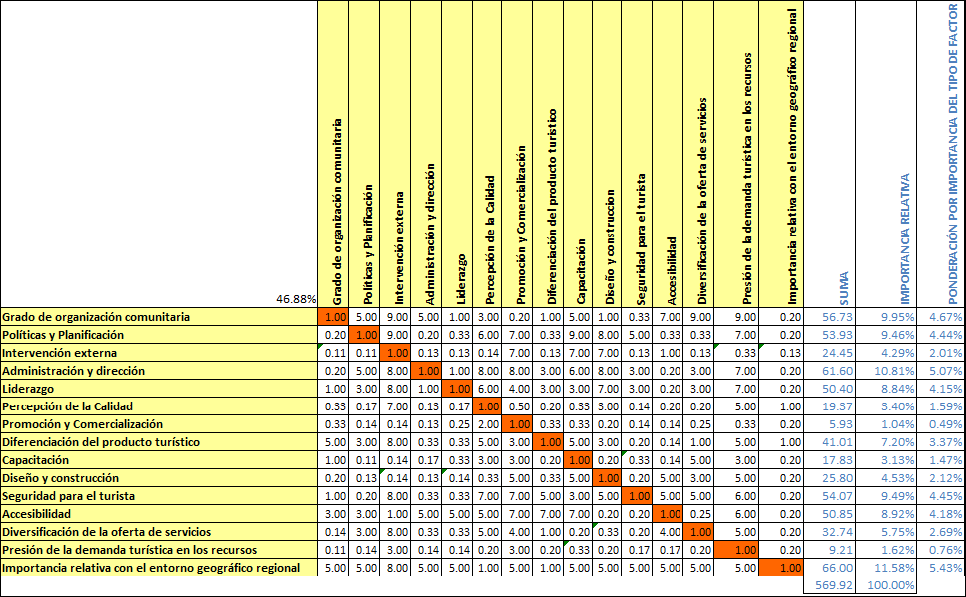 46.88% Grado de organización comunitaria Políticas y Planificación Intervención externa Administración y dirección Liderazgo Percepción de la Calidad Promoción y Comercialización Diferenciación del producto turístico Capacitación Diseño y construccion Seguridad para el turista Accesibilidad Diversificación de la oferta de servicios Presión de la demanda turística en los recursos Importancia relativa con el entorno geográfico regional SUMA IMPORTANCIA RELATIVA PONDERACIÓN POR IMPORTANCIA DEL TIPO DE FACTOR
Grado de organización comunitaria 1.00 5.00 9.00 5.00 1.00 3.00 0.20 1.00 5.00 1.00 0.33 7.00 9.00 9.00 0.20 56.73 9.95% 4.67%
Políticas y Planificación 0.20 1.00 9.00 0.20 0.33 6.00 7.00 0.33 9.00 8.00 5.00 0.33 0.33 7.00 0.20 53.93 9.46% 4.44%
Intervención externa 0.11 0.11 1.00 0.13 0.13 0.14 7.00 0.13 7.00 7.00 0.13 1.00 0.13 0.33 0.13 24.45 4.29% 2.01%
Administración y dirección 0.20 5.00 8.00 1.00 1.00 8.00 8.00 3.00 6.00 8.00 3.00 0.20 3.00 7.00 0.20 61.60 10.81% 5.07%
Liderazgo 1.00 3.00 8.00 1.00 1.00 6.00 4.00 3.00 3.00 7.00 3.00 0.20 3.00 7.00 0.20 50.40 8.84% 4.15%
Percepción de la Calidad 0.33 0.17 7.00 0.13 0.17 1.00 0.50 0.20 0.33 3.00 0.14 0.20 0.20 5.00 1.00 19.37 3.40% 1.59%
Promoción y Comercialización 0.33 0.14 0.14 0.13 0.25 2.00 1.00 0.33 0.33 0.20 0.14 0.14 0.25 0.33 0.20 5.93 1.04% 0.49%
Diferenciación del producto turístico 5.00 3.00 8.00 0.33 0.33 5.00 3.00 1.00 5.00 3.00 0.20 0.14 1.00 5.00 1.00 41.01 7.20% 3.37%
Capacitación 1.00 0.11 0.14 0.17 0.33 3.00 3.00 0.20 1.00 0.20 0.33 0.14 5.00 3.00 0.20 17.83 3.13% 1.47%
Diseño y construcción 0.20 0.13 0.14 0.13 0.14 0.33 5.00 0.33 5.00 1.00 0.20 5.00 3.00 5.00 0.20 25.80 4.53% 2.12%
Seguridad para el turista 1.00 0.20 8.00 0.33 0.33 7.00 7.00 5.00 3.00 5.00 1.00 5.00 5.00 6.00 0.20 54.07 9.49% 4.45%
Accesibilidad 3.00 3.00 1.00 5.00 5.00 5.00 7.00 7.00 7.00 0.20 0.20 1.00 0.25 6.00 0.20 50.85 8.92% 4.18%
Diversificación de la oferta de servicios 0.14 3.00 8.00 0.33 0.33 5.00 4.00 1.00 0.20 0.33 0.20 4.00 1.00 5.00 0.20 32.74 5.75% 2.69%
Presión de la demanda turística en los recursos 0.11 0.14 3.00 0.14 0.14 0.20 3.00 0.20 0.33 0.20 0.17 0.17 0.20 1.00 0.20 9.21 1.62% 0.76%
Importancia relativa con el entorno geográfico regional 5.00 5.00 8.00 5.00 5.00 1.00 5.00 1.00 5.00 5.00 5.00 5.00 5.00 5.00 1.00 66.00 11.58% 5.43%
569.92 100.00%